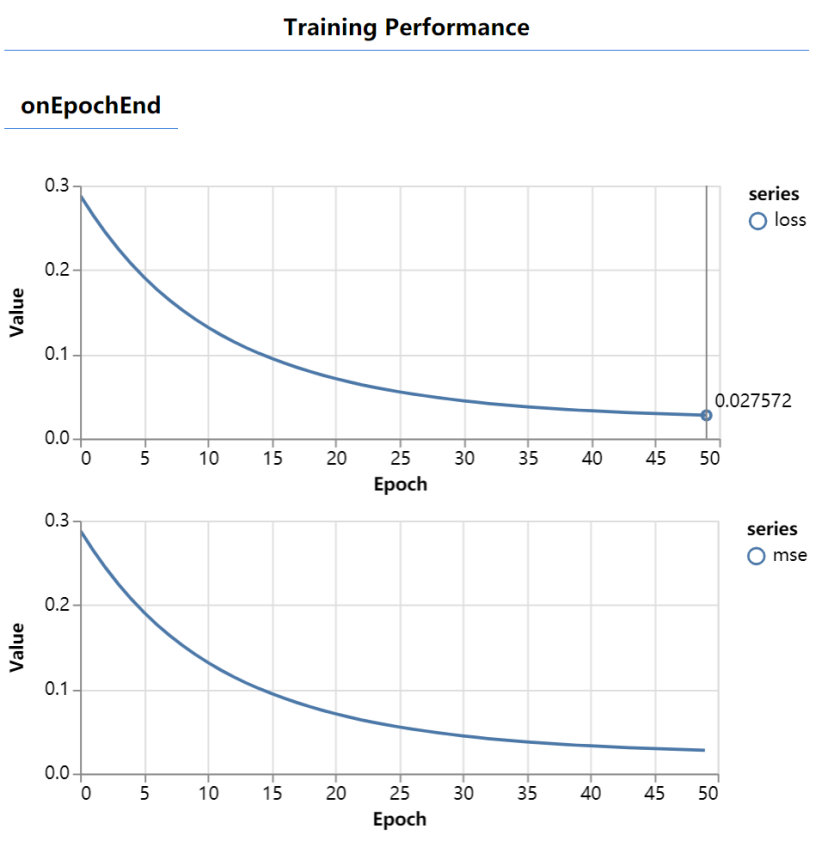 Training Performance
onEpochEnd
0.3
0.2
0.1
0.0
Value
0 5 10 15 20 25 30 35 40 45 50
Epoch
series
loss
0.027572
0.3
0.2
0.1
0.0
Value
0 5 10 15 20 25 30 35 40 45 50
Epoch
series
mse